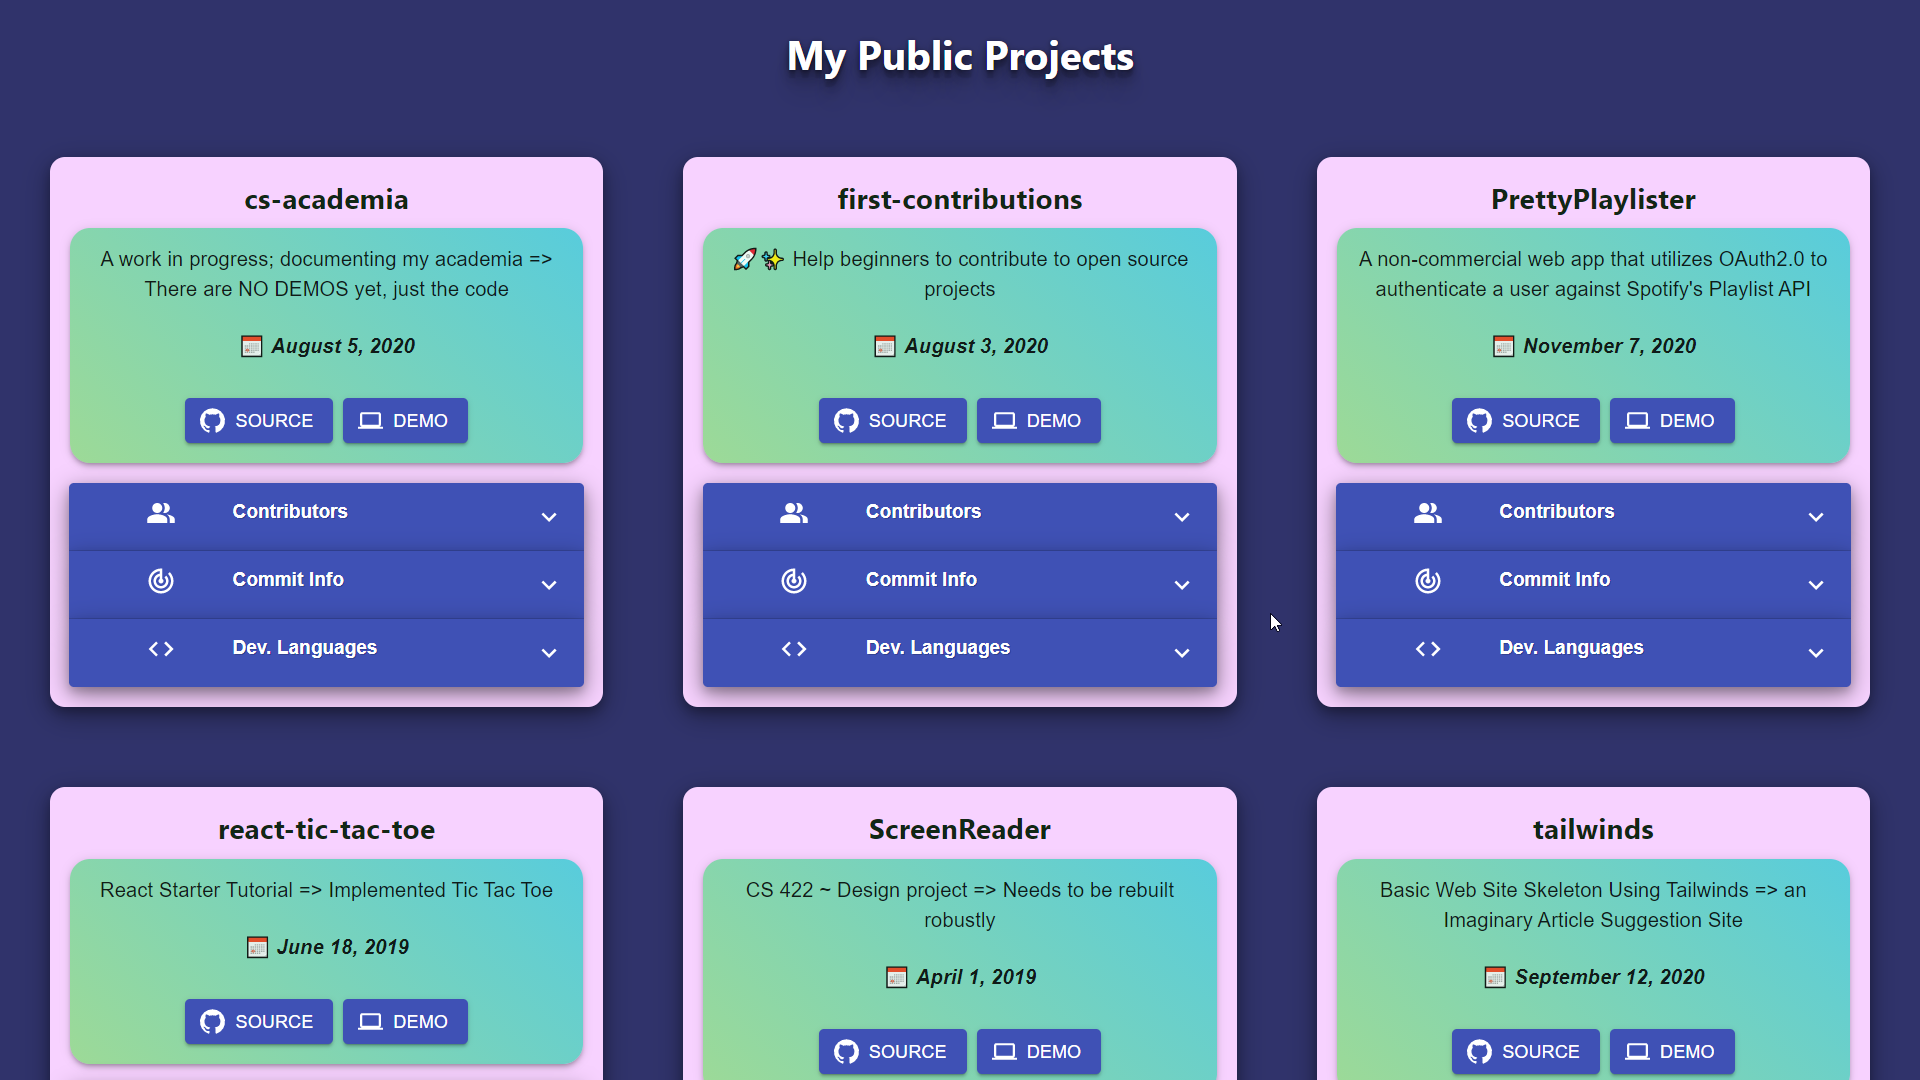 My Public Projects
cs-academia
A work in progress; documenting my academia =>
There are NO DEMOS yet, just the code
📅 August 5, 2020
SOURCE DEMO
Contributors
Commit Info
Dev. Languages
first-contributions
🚀✨ Help beginners to contribute to open source
projects
📅 August 3, 2020
SOURCE DEMO
Contributors
Commit Info
Dev. Languages
PrettyPlaylister
A non-commercial web app that utilizes OAuth2.0 to
authenticate a user against Spotify's Playlist API
📅 November 7, 2020
SOURCE DEMO
Contributors
Commit Info
Dev. Languages
react-tic-tac-toe
React Starter Tutorial => Implemented Tic Tac Toe
📅 June 18, 2019
SOURCE DEMO
ScreenReader
CS 422 ~ Design project => Needs to be rebuilt
robustly
📅 April 1, 2019
SOURCE DEMO
tailwinds
Basic Web Site Skeleton Using Tailwinds => an
Imaginary Article Suggestion Site
📅 September 12, 2020
SOURCE DEMO